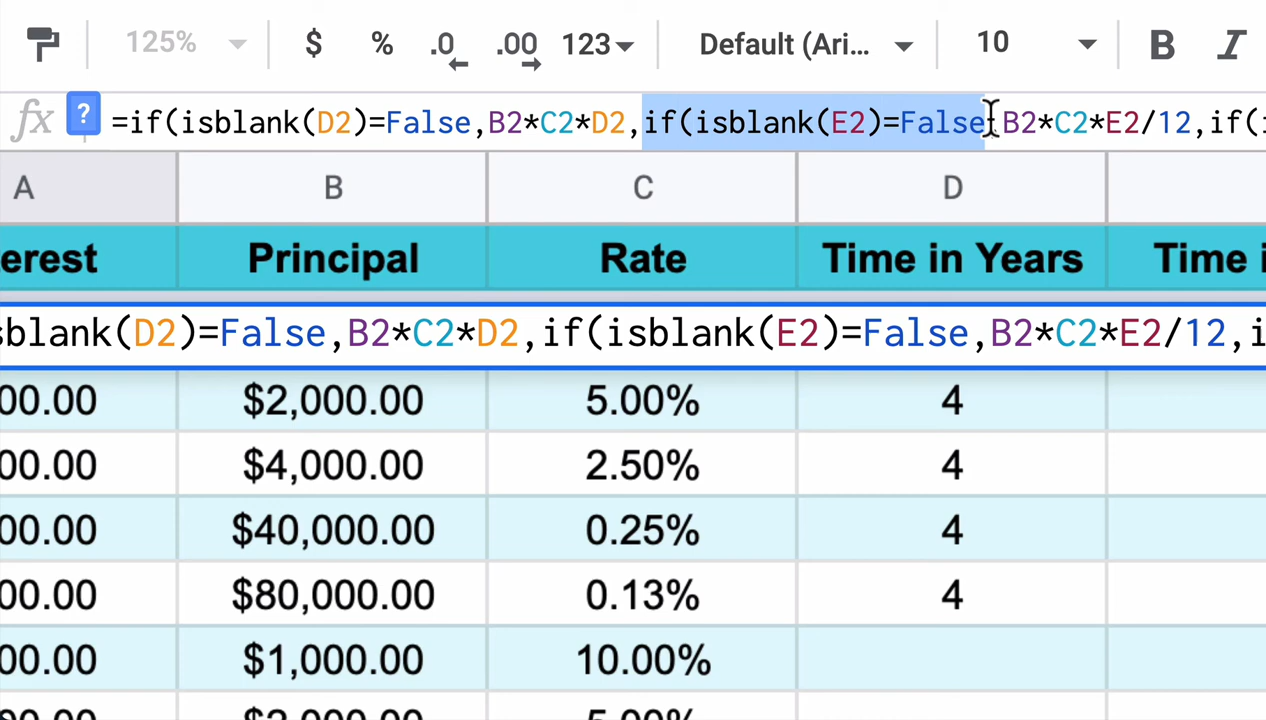 125% $ % .0 .00 123 Default (Ari... 10 B I
fx ? =if(isblank(D2)=False,B2*C2*D2,if(isblank(E2)=False,B2*C2*E2/12,if(i
A B C D
erest Principal Rate Time in Years Time i
sblank(D2)=False,B2*C2*D2,if(isblank(E2)=False,B2*C2*E2/12,i
00.00 $2,000.00 5.00% 4
00.00 $4,000.00 2.50% 4
00.00 $40,000.00 0.25% 4
00.00 $80,000.00 0.13% 4
00.00 $1,000.00 10.00%
00.00 $2,000.00 5.00%